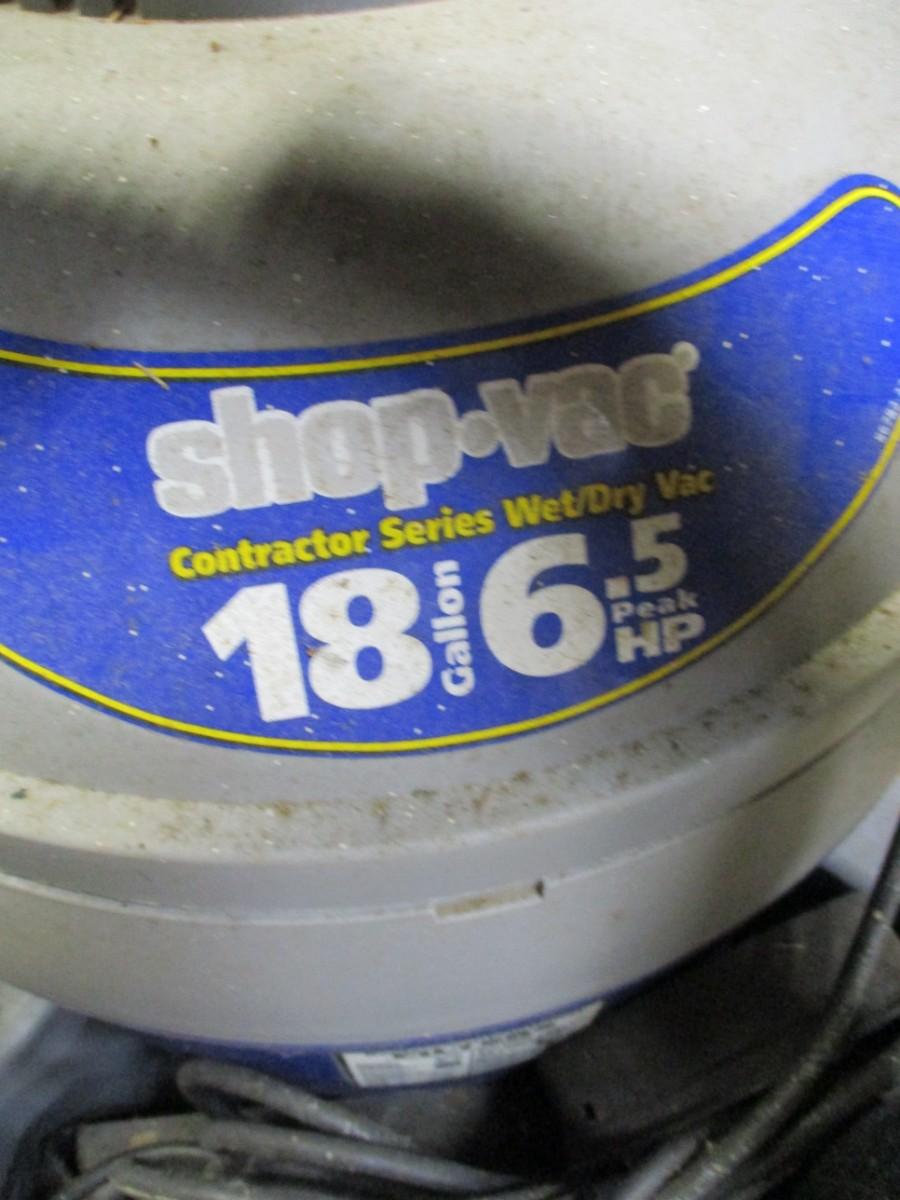 shop·vac®
Contractor Series Wet/Dry Vac
18 Gallon 6.5 Peak HP